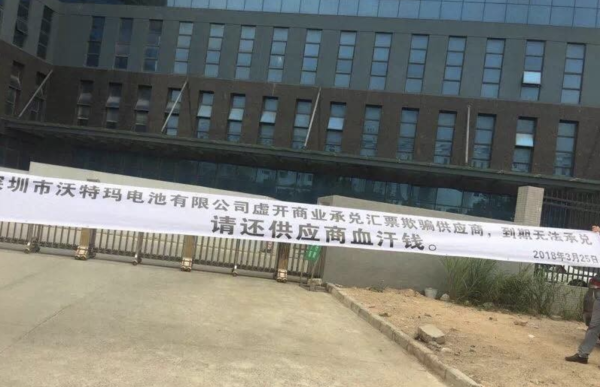 深圳市沃特玛电池有限公司虚开商业承兑汇票欺骗供应商，到期无法承兑
请还供应商血汗钱。
2018年3月26日